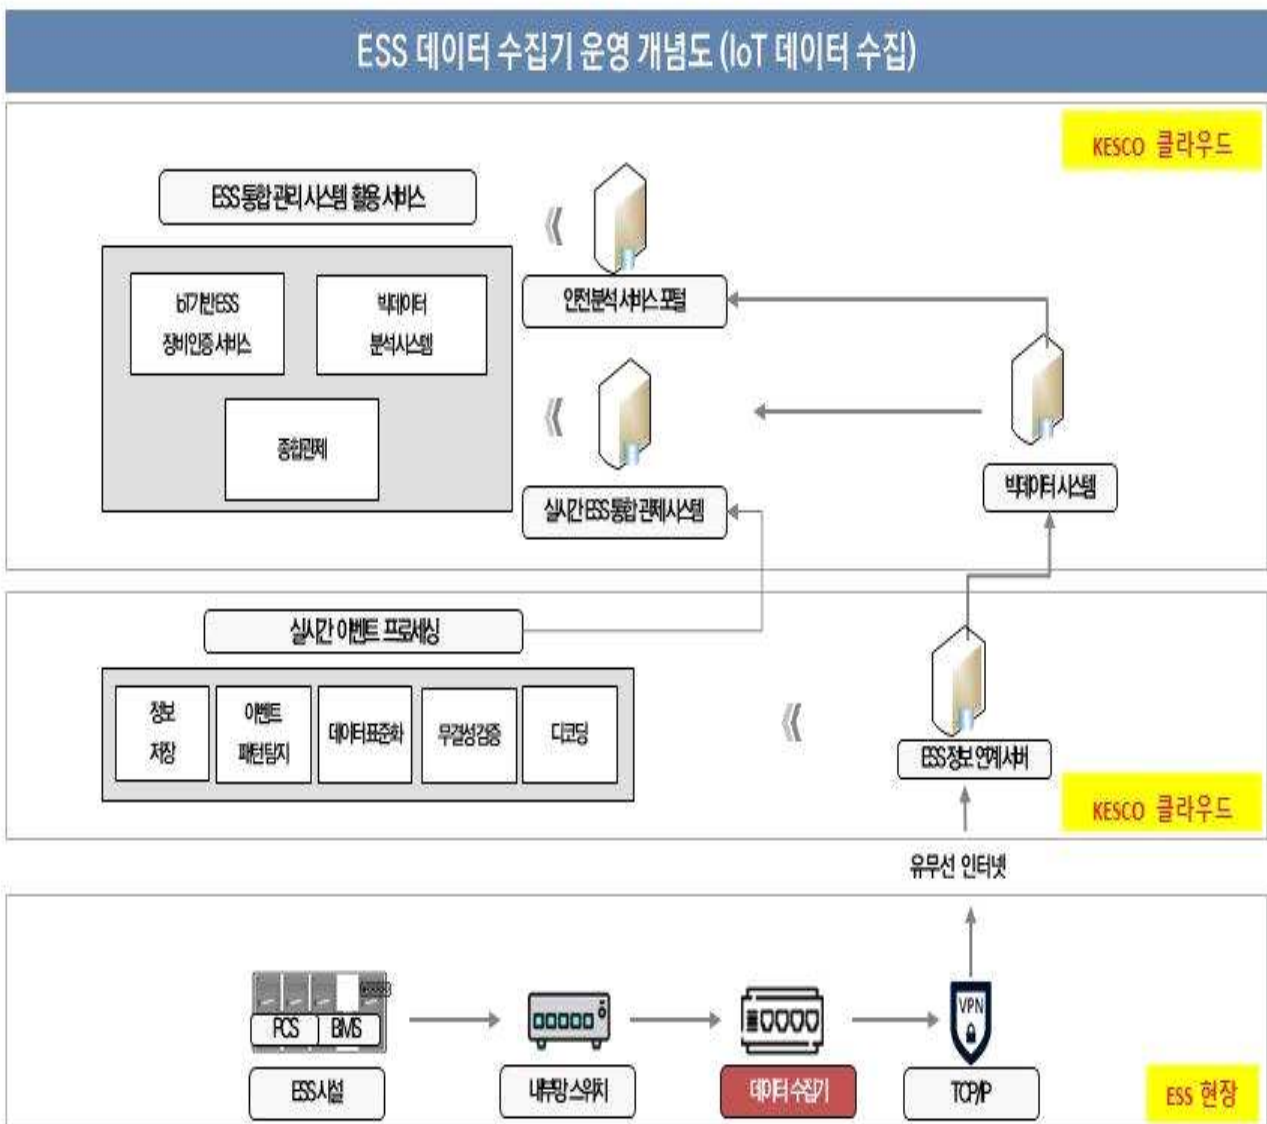 ESS 데이터 수집기 운영 개념도 (IoT 데이터 수집)
KESCO 클라우드
ESS 통합 관리 시스템 활용 서비스
IoT기반 ESS
장비 인증 서비스
빅데이터
분석 시스템
종합관제
안전 분석 서비스 포털
실시간 ESS 통합 관제 시스템
빅데이터 시스템
실시간 이벤트 프로세싱
정보
저장
이벤트
패턴 탐지
데이터 표준화
무결성 검증
디코딩
ESS 정보 연계 서버
KESCO 클라우드
유무선 인터넷
PCS
BMS
VPN
ESS 시설
내부망 스위치
데이터 수집기
TCP/IP
ESS 현장